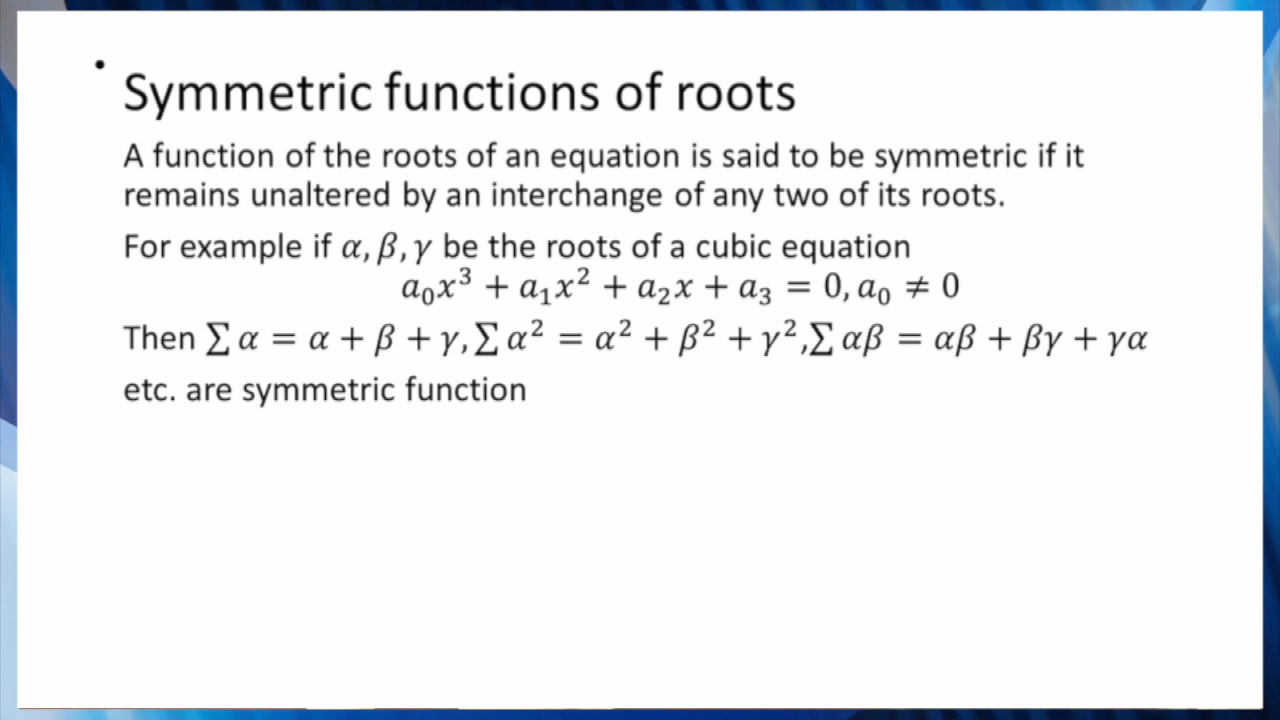 • Symmetric functions of roots
A function of the roots of an equation is said to be symmetric if it
remains unaltered by an interchange of any two of its roots.
For example if 𝛼, 𝛽, 𝛾 be the roots of a cubic equation
𝑎₀𝑥³ + 𝑎₁𝑥² + 𝑎₂𝑥 + 𝑎₃ = 0, 𝑎₀ ≠ 0
Then ∑ 𝛼 = 𝛼 + 𝛽 + 𝛾, ∑ 𝛼² = 𝛼² + 𝛽² + 𝛾²,∑ 𝛼𝛽 = 𝛼𝛽 + 𝛽𝛾 + 𝛾𝛼
etc. are symmetric function